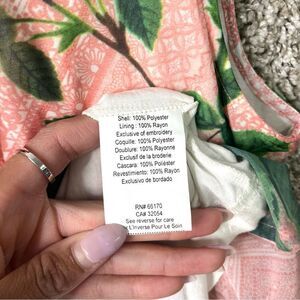 Shell: 100% Polyester
Lining : 100% Rayon
Exclusive of embroidery
Coquille: 100% Polyester
Doublure: 100% Rayonne
Exclusif de la broderie
Cascara: 100% Poliéster
Revestimiento: 100% Rayón
Exclusivo de bordado
RN# 66170
CA# 32054
See reverse for care
L'inverse Pour Le Soin